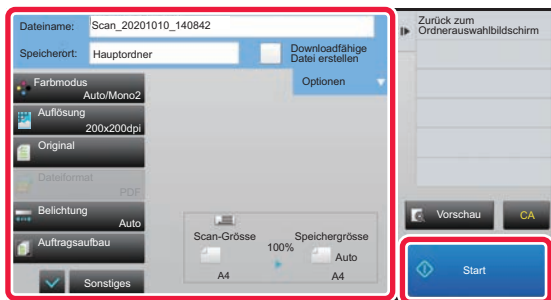 Dateiname:
Scan_20201010_140842
Speicherort:
Hauptordner
Downloadfähige
Datei erstellen
Optionen
Farbmodus
Auto/Mono2
Auflösung
200x200dpi
Original
Dateiformat
PDF
Belichtung
Auto
Auftragsaufbau
Sonstiges
Scan-Grösse
A4
100%
Speichergrösse
Auto
A4
Zurück zum
Ordnerauswahlbildschirm
Vorschau
CA
Start